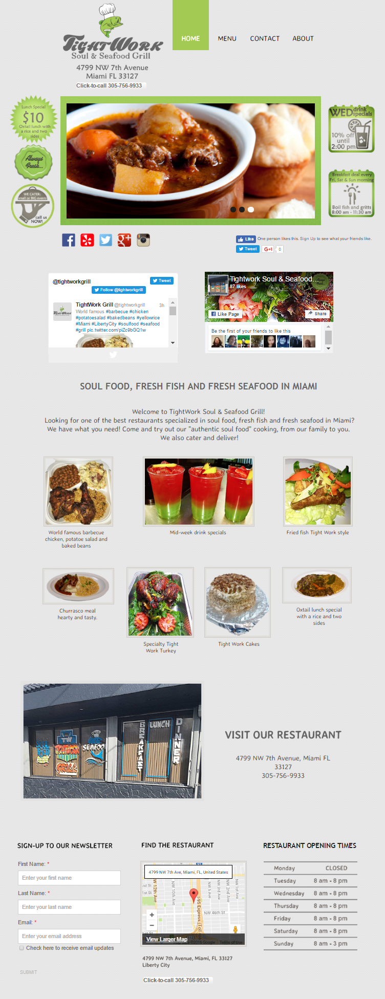 TightWork
Soul & Seafood Grill
4799 NW 7th Avenue
Miami FL 33127
Click-to-call 305-756-9933
HOME
MENU
CONTACT
ABOUT
Lunch Special
$10
Oxtail lunch with
a rice and two
sides
Always
Fresh...
WE CATER:
small or BIG events
call us
NOW!
WED drink
specials
10% off
until
2:00 pm
Breakfast deal every
Fri, Sat & Sun morning
Boil fish and gritts
8:00 am - 11:30 am
Like
One person likes this. Sign Up to see what your friends like.
Tweet
G+1
0
@tightworkgrill
Tweet
Follow @tightworkgrill
TightWork Grill @tightworkgrill 3h
World famous #barbecue #chicken
#potatoesalad #bakedbeans #yellowrice
#Miami #LibertyCity #soulfood #seafood
#grill pic.twitter.com/piZc9bGQ1w
Tightwork Soul & Seafood...
87 likes
Like Page
Share
Be the first of your friends to like this
SOUL FOOD, FRESH FISH AND FRESH SEAFOOD IN MIAMI
Welcome to TightWork Soul & Seafood Grill!
Looking for one of the best restaurants specialized in soul food, fresh fish and fresh seafood in Miami?
We have what you need! Come and try out our "authentic soul food" cooking, from our family to you.
We also cater and deliver!
World famous barbecue
chicken, potatoe salad and
baked beans
Mid-week drink specials
Fried fish Tight Work style
Churrasco meal
hearty and tasty.
Specialty Tight
Work Turkey
Tight Work Cakes
Oxtail lunch special
with a rice and two
sides
TW
GRILL
SEAFOOD
BREAKFAST
LUNCH
DINNER
VISIT OUR RESTAURANT
4799 NW 7th Avenue, Miami FL
33127
305-756-9933
SIGN-UP TO OUR NEWSLETTER
First Name: *
Enter your first name
Last Name: *
Enter your last name
Email: *
Enter your email address
Check here to receive email updates
SUBMIT
FIND THE RESTAURANT
4799 NW 7th Ave, Miami, FL, United States
W 12th Ave
NW 10th Ave
NW 5 Ave
NW 3rd Ave
NW 2nd Ave
NW 1st Ave
nd St
1st St
I-95 Express (Toll
NW 46th St
+
-
View Larger Map
©2016 Google
Terms of Use
4799 NW 7th Avenue, Miami, FL 33127
Liberty City
Click-to-call 305-756-9933
RESTAURANT OPENING TIMES
Monday CLOSED
Tuesday 8 am - 8 pm
Wednesday 8 am - 8 pm
Thursday 8 am - 8 pm
Friday 8 am - 8 pm
Saturday 8 am - 8 pm
Sunday 8 am - 3 pm